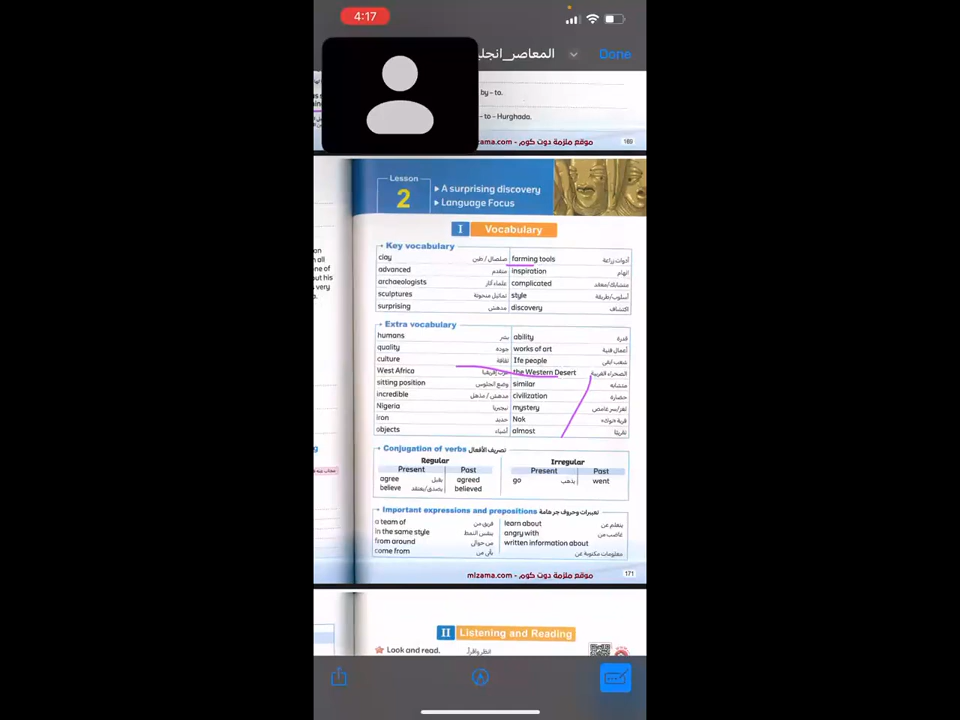 4:17
المعاصر_انجلي
Done
by – to.
– to – Hurghada.
mizama.com - موقع ملزمة دوت كوم
169
Lesson
2
A surprising discovery
Language Focus
I Vocabulary
Key vocabulary
clay صلصال / طين farming tools أدوات زراعة
advanced متقدم inspiration إلهام
archaeologists علماء آثار complicated متشابك/معقد
sculptures تماثيل منحوتة style أسلوب/طريقة
surprising مدهش discovery اكتشاف
Extra vocabulary
humans بشر ability قدرة
quality جودة works of art أعمال فنية
culture ثقافة Ife people شعب ايفى
West Africa غرب إفريقيا the Western Desert الصحراء الغربية
sitting position وضع الجلوس similar متشابه
incredible مدهش / مذهل civilization حضارة
Nigeria نيجيريا mystery لغز/سر غامض
iron حديد Nok قرية «نوك»
objects أشياء almost تقريبًا
Conjugation of verbs تصريف الأفعال
Regular Irregular
Present Past Present Past
agree يقبل agreed go يذهب went
believe يصدق/يعتقد believed
Important expressions and prepositions تعبيرات وحروف جر هامة
a team of فريق من learn about يتعلم عن
in the same style بنفس النمط angry with غاضب من
from around من حوالى written information about
come from يأتى من معلومات مكتوبة عن
mizama.com - موقع ملزمة دوت كوم
171
II Listening and Reading
Look and read. انظر واقرأ.